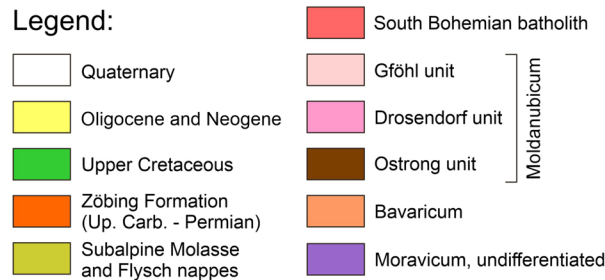 Legend:
Quaternary
Oligocene and Neogene
Upper Cretaceous
Zöbing Formation
(Up. Carb. - Permian)
Subalpine Molasse
and Flysch nappes
South Bohemian batholith
Gföhl unit
Drosendorf unit
Ostrong unit
Moldanubicum
Bavaricum
Moravicum, undifferentiated